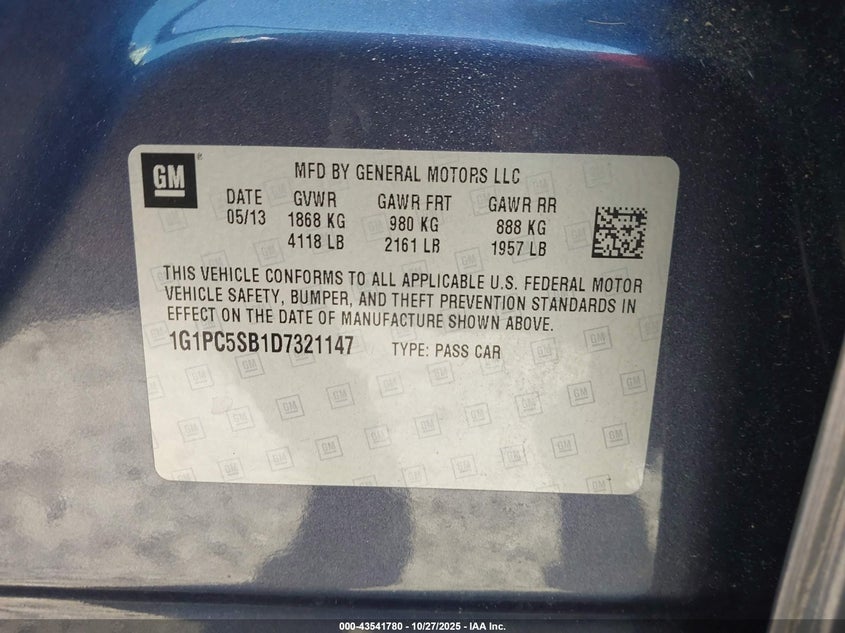 GM
MFD BY GENERAL MOTORS LLC
DATE GVWR GAWR FRT GAWR RR
05/13 1868 KG 980 KG 888 KG
4118 LB 2161 LB 1957 LB
THIS VEHICLE CONFORMS TO ALL APPLICABLE U.S. FEDERAL MOTOR
VEHICLE SAFETY, BUMPER, AND THEFT PREVENTION STANDARDS IN
EFFECT ON THE DATE OF MANUFACTURE SHOWN ABOVE.
1G1PC5SB1D7321147 TYPE: PASS CAR
000-43541780 - 10/27/2025 - IAA Inc.